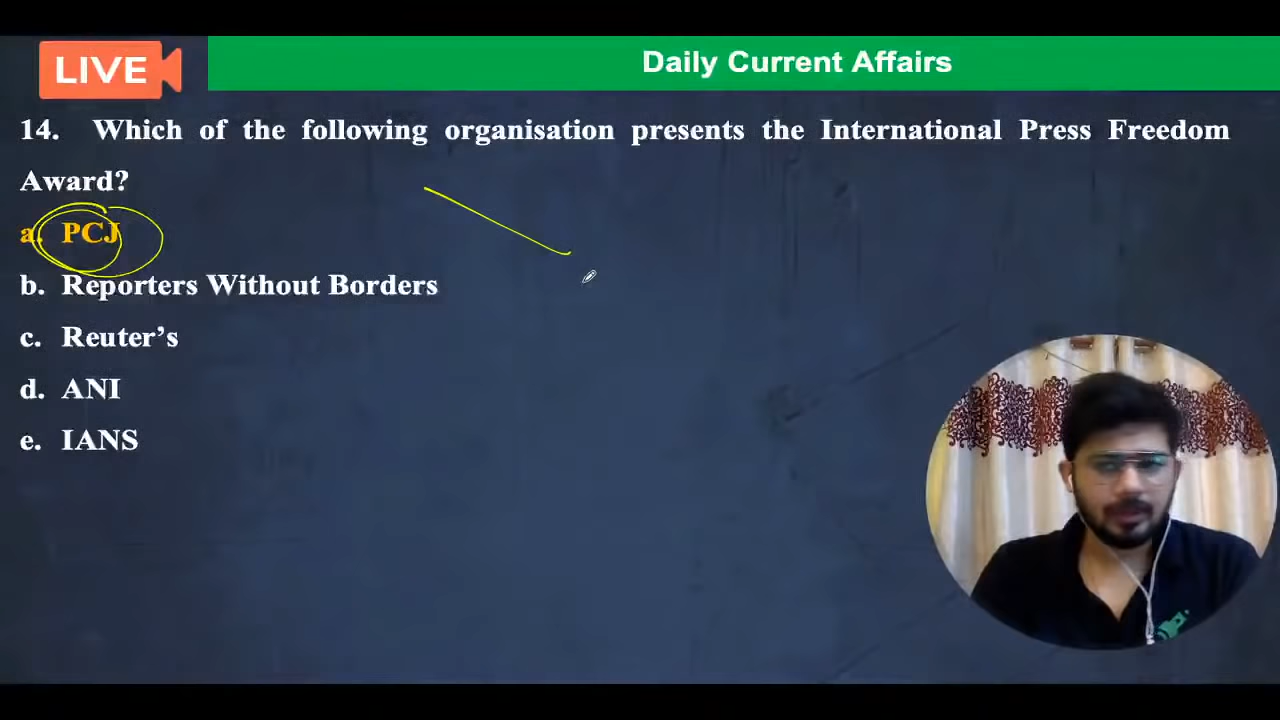 LIVE
Daily Current Affairs
14. Which of the following organisation presents the International Press Freedom
Award?
a. PCJ
b. Reporters Without Borders
c. Reuter’s
d. ANI
e. IANS